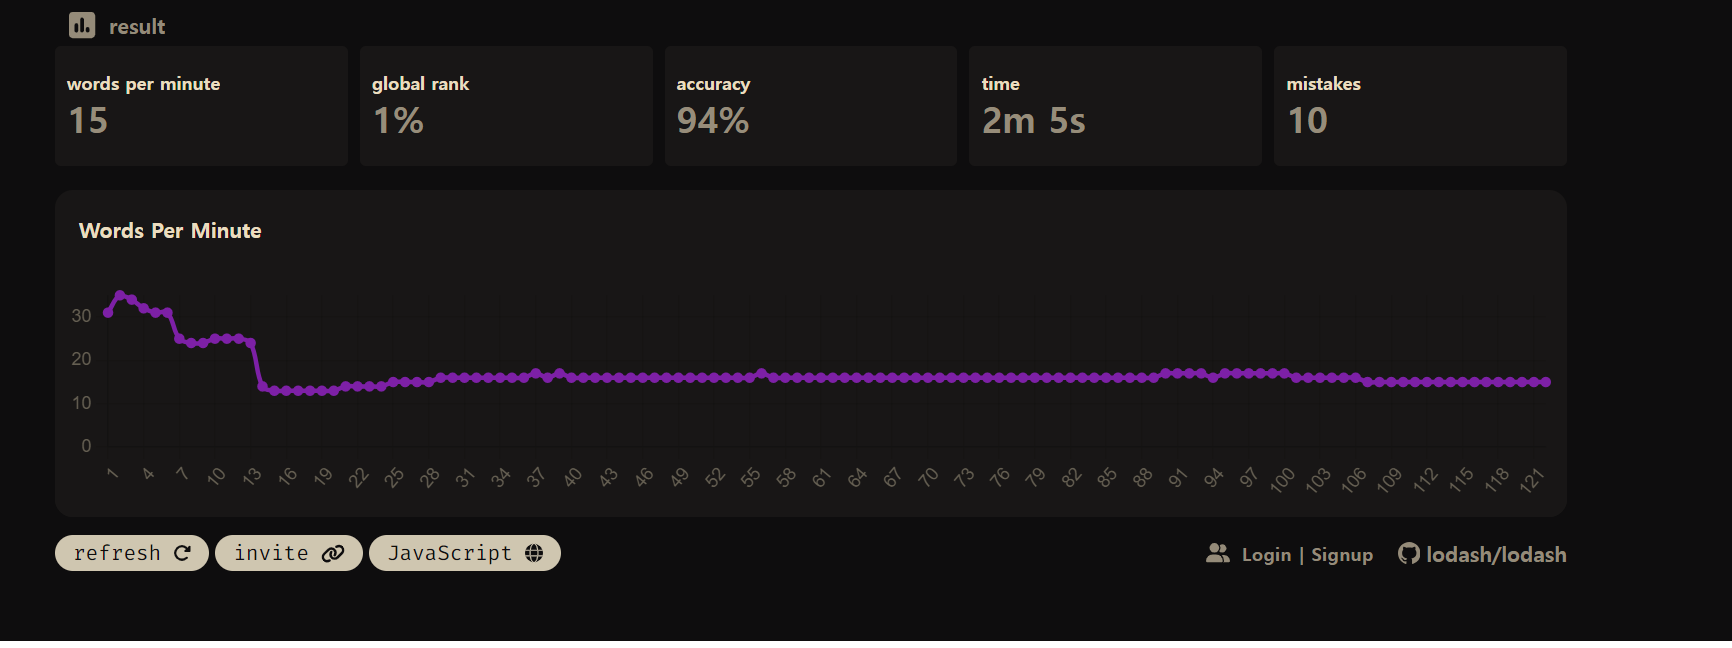 result
words per minute global rank accuracy time mistakes
15 1% 94% 2m 5s 10
Words Per Minute
30
20
10
0
1 4 7 10 13 16 19 22 25 28 31 34 37 40 43 46 49 52 55 58 61 64 67 70 73 76 79 82 85 88 91 94 97 100 103 106 109 112 115 118 121
refresh invite JavaScript Login | Signup lodash/lodash